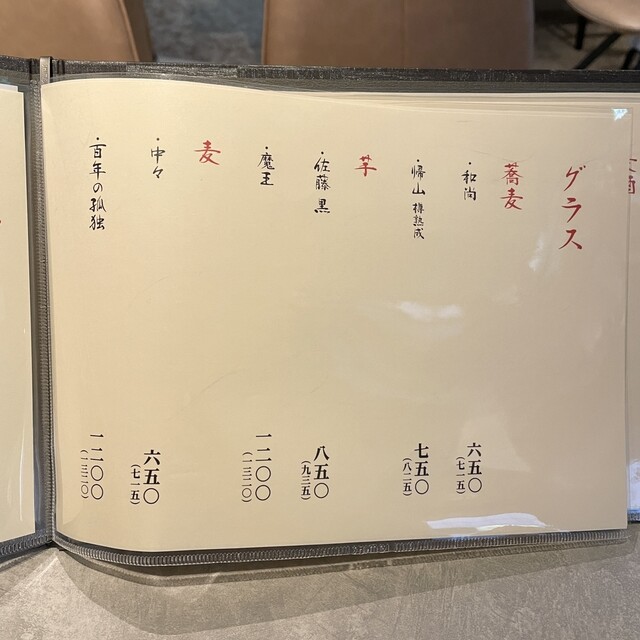 グラス
蕎麦
・和尚 六五〇（七一五）
・帰山 樽熟成 七五〇（八二五）
芋
・佐藤 黒 八五〇（九三五）
・魔王 一二〇〇（一三二〇）
麦
・中々 六五〇（七一五）
・百年の孤独 一二〇〇（一三二〇）